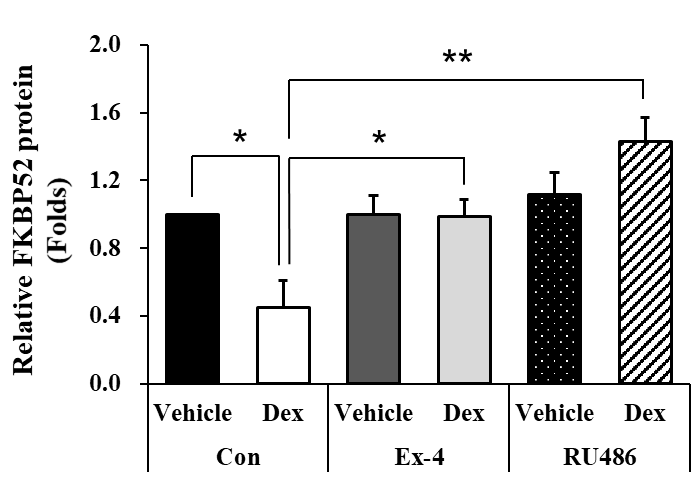 Relative FKBP52 protein
(Folds)
2.0
1.6
1.2
0.8
0.4
0.0
**
*
*
Vehicle Dex Vehicle Dex Vehicle Dex
Con Ex-4 RU486